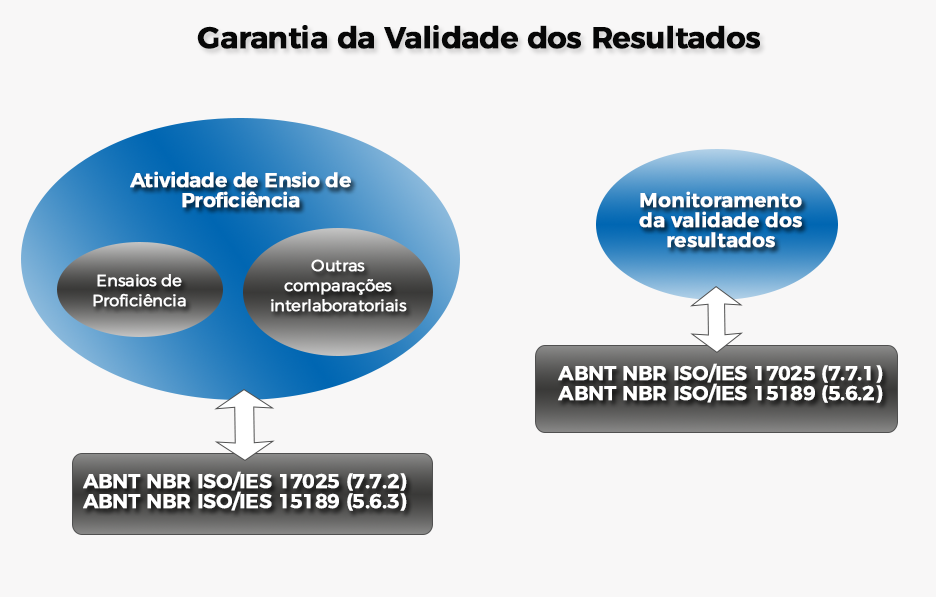 Garantia da Validade dos Resultados
Atividade de Ensio de
Proficiência
Ensaios de
Proficiência
Outras
comparações
interlaboratoriais
ABNT NBR ISO/IES 17025 (7.7.2)
ABNT NBR ISO/IES 15189 (5.6.3)
Monitoramento
da validade dos
resultados
ABNT NBR ISO/IES 17025 (7.7.1)
ABNT NBR ISO/IES 15189 (5.6.2)